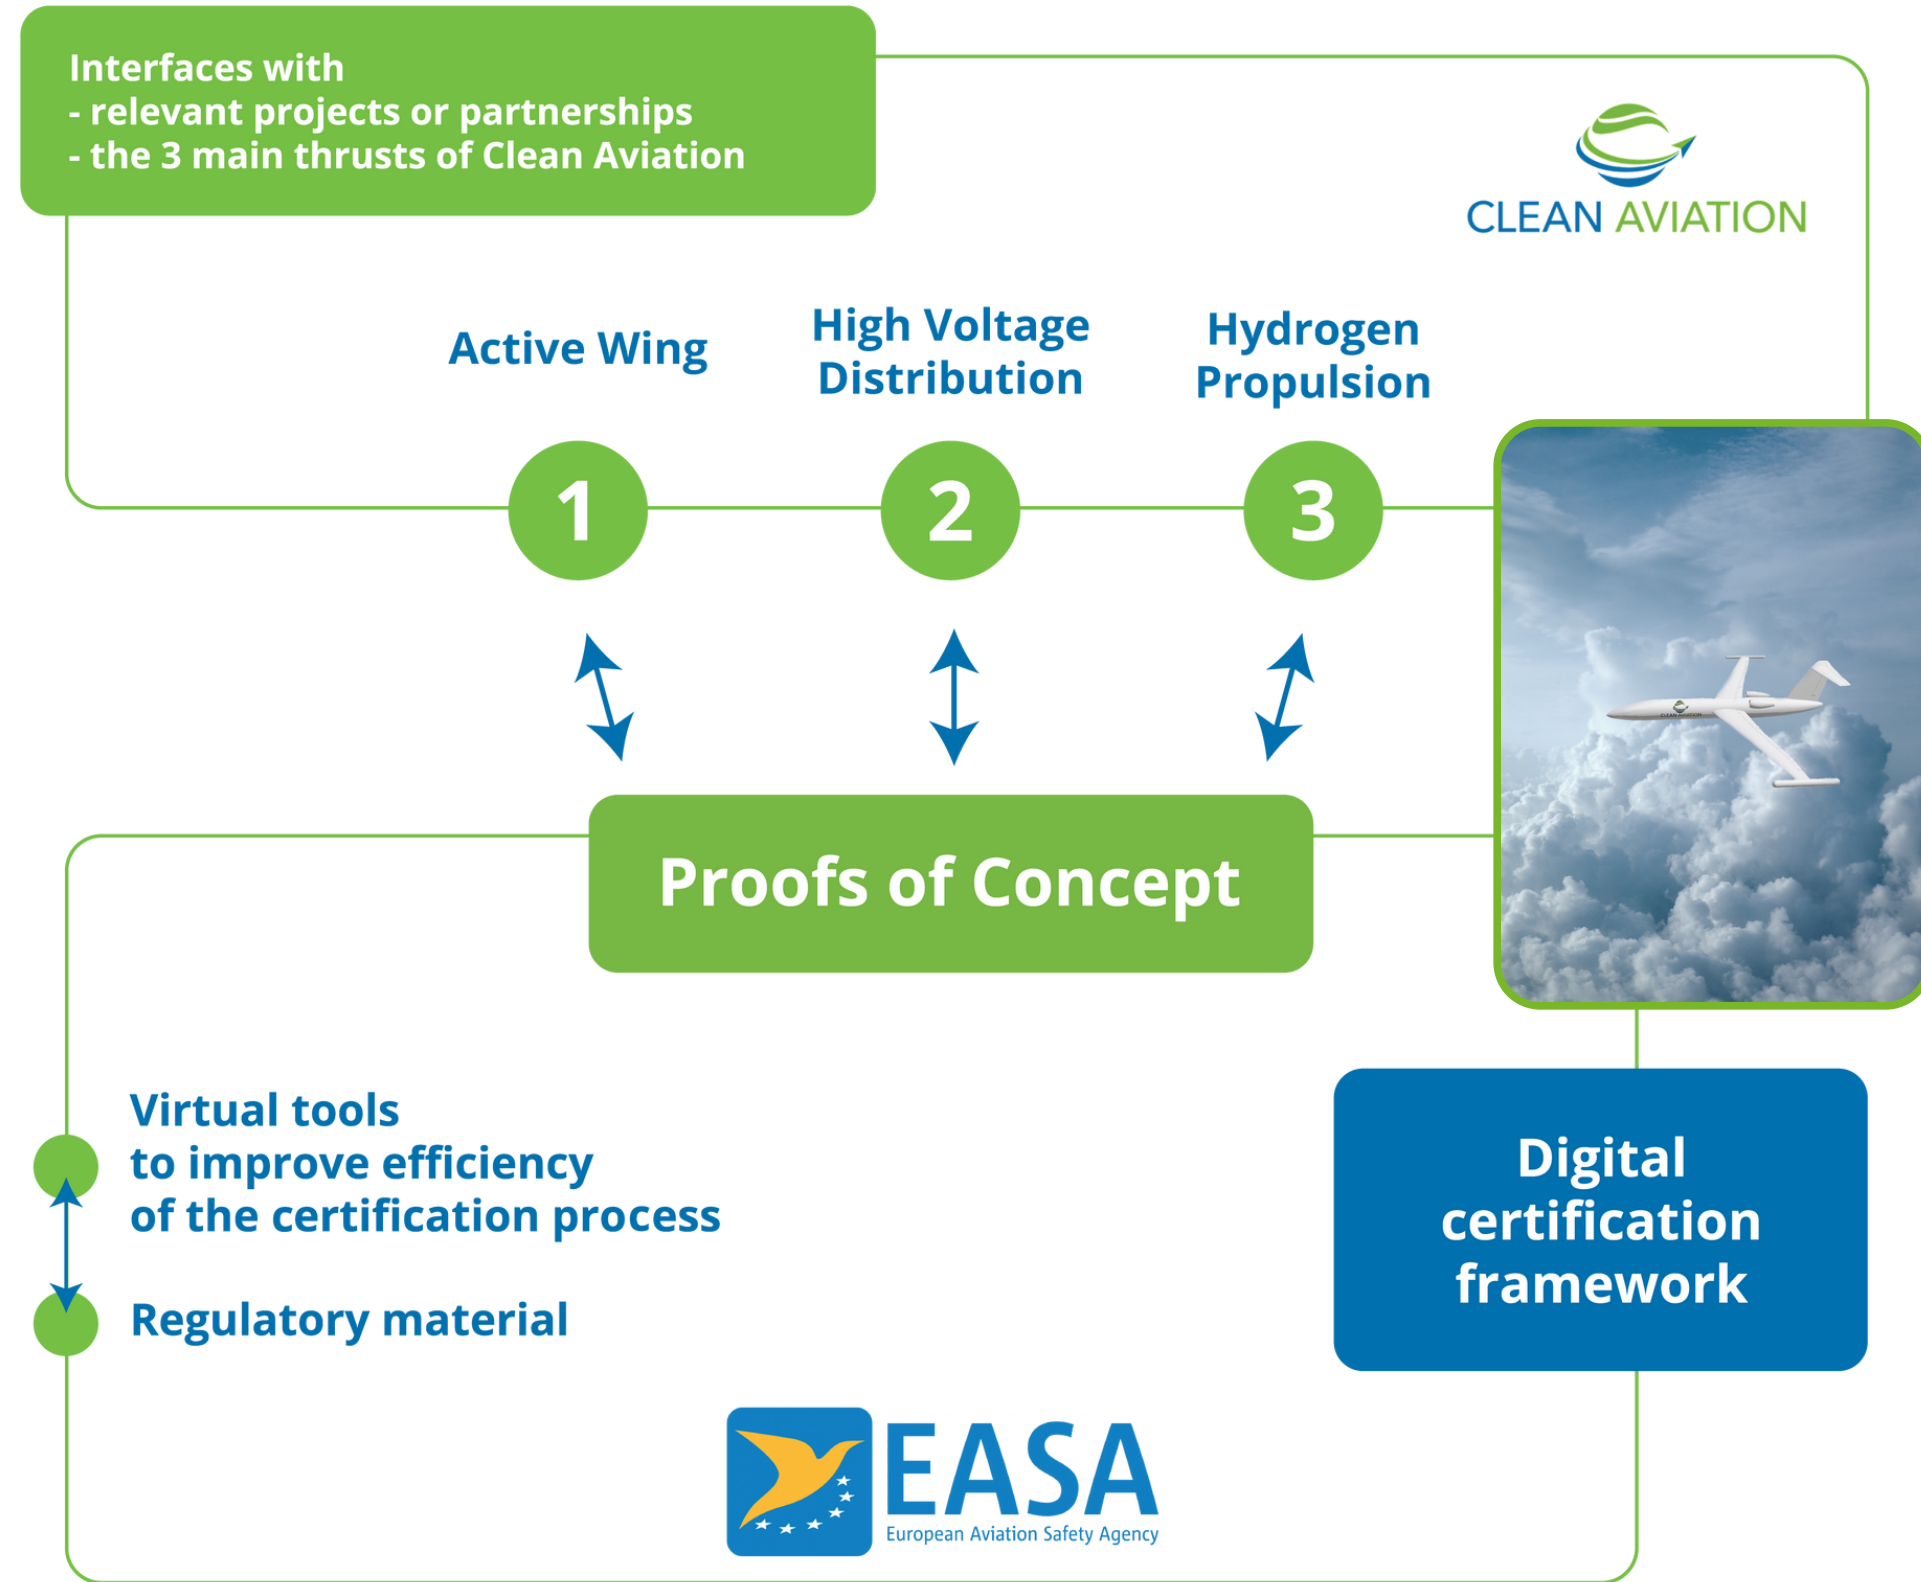 Interfaces with
- relevant projects or partnerships
- the 3 main thrusts of Clean Aviation
CLEAN AVIATION
Active Wing
High Voltage
Distribution
Hydrogen
Propulsion
1
2
3
CLEAN AVIATION
Proofs of Concept
Virtual tools
to improve efficiency
of the certification process
Regulatory material
Digital
certification
framework
EASA
European Aviation Safety Agency